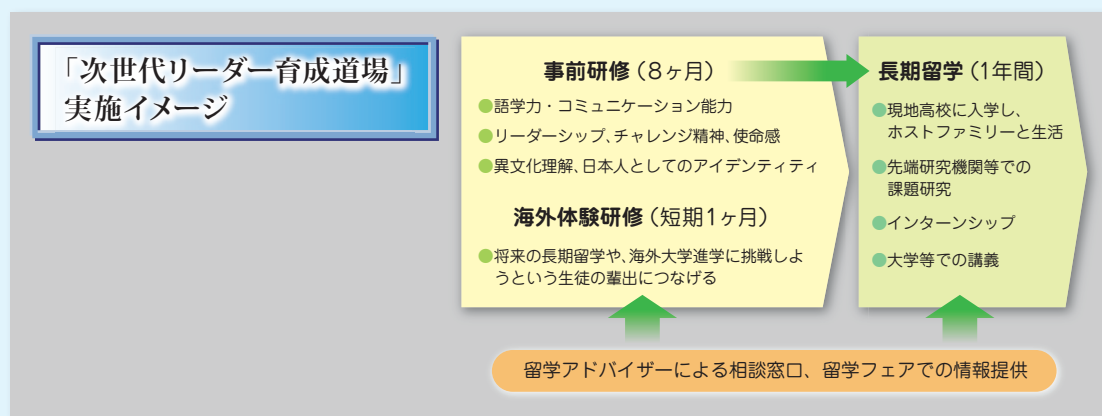 「次世代リーダー育成道場」
実施イメージ
事前研修(8ヶ月)
●語学力・コミュニケーション能力
●リーダーシップ、チャレンジ精神、使命感
●異文化理解、日本人としてのアイデンティティ
海外体験研修(短期1ヶ月)
●将来の長期留学や、海外大学進学に挑戦しよ
うという生徒の輩出につなげる
長期留学(1年間)
●現地高校に入学し、
ホストファミリーと生活
●先端研究機関等での
課題研究
●インターンシップ
●大学等での講義
留学アドバイザーによる相談窓口、留学フェアでの情報提供